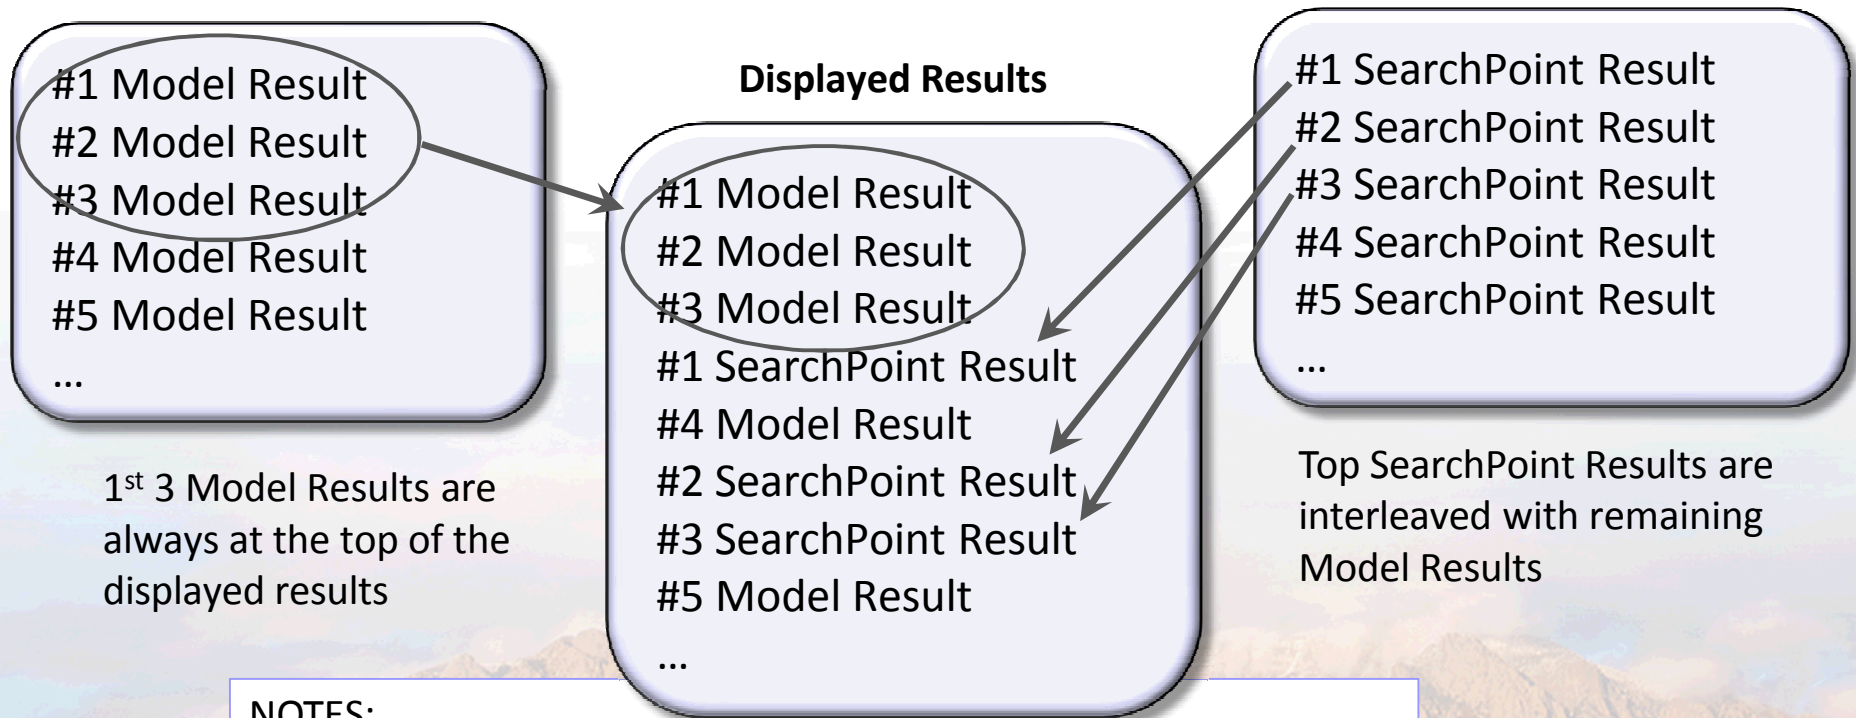 #1 Model Result
#2 Model Result
#3 Model Result
#4 Model Result
#5 Model Result
...
1st 3 Model Results are
always at the top of the
displayed results
Displayed Results
#1 Model Result
#2 Model Result
#3 Model Result
#1 SearchPoint Result
#4 Model Result
#2 SearchPoint Result
#3 SearchPoint Result
#5 Model Result
...
#1 SearchPoint Result
#2 SearchPoint Result
#3 SearchPoint Result
#4 SearchPoint Result
#5 SearchPoint Result
...
Top SearchPoint Results are
interleaved with remaining
Model Results
NOTES: